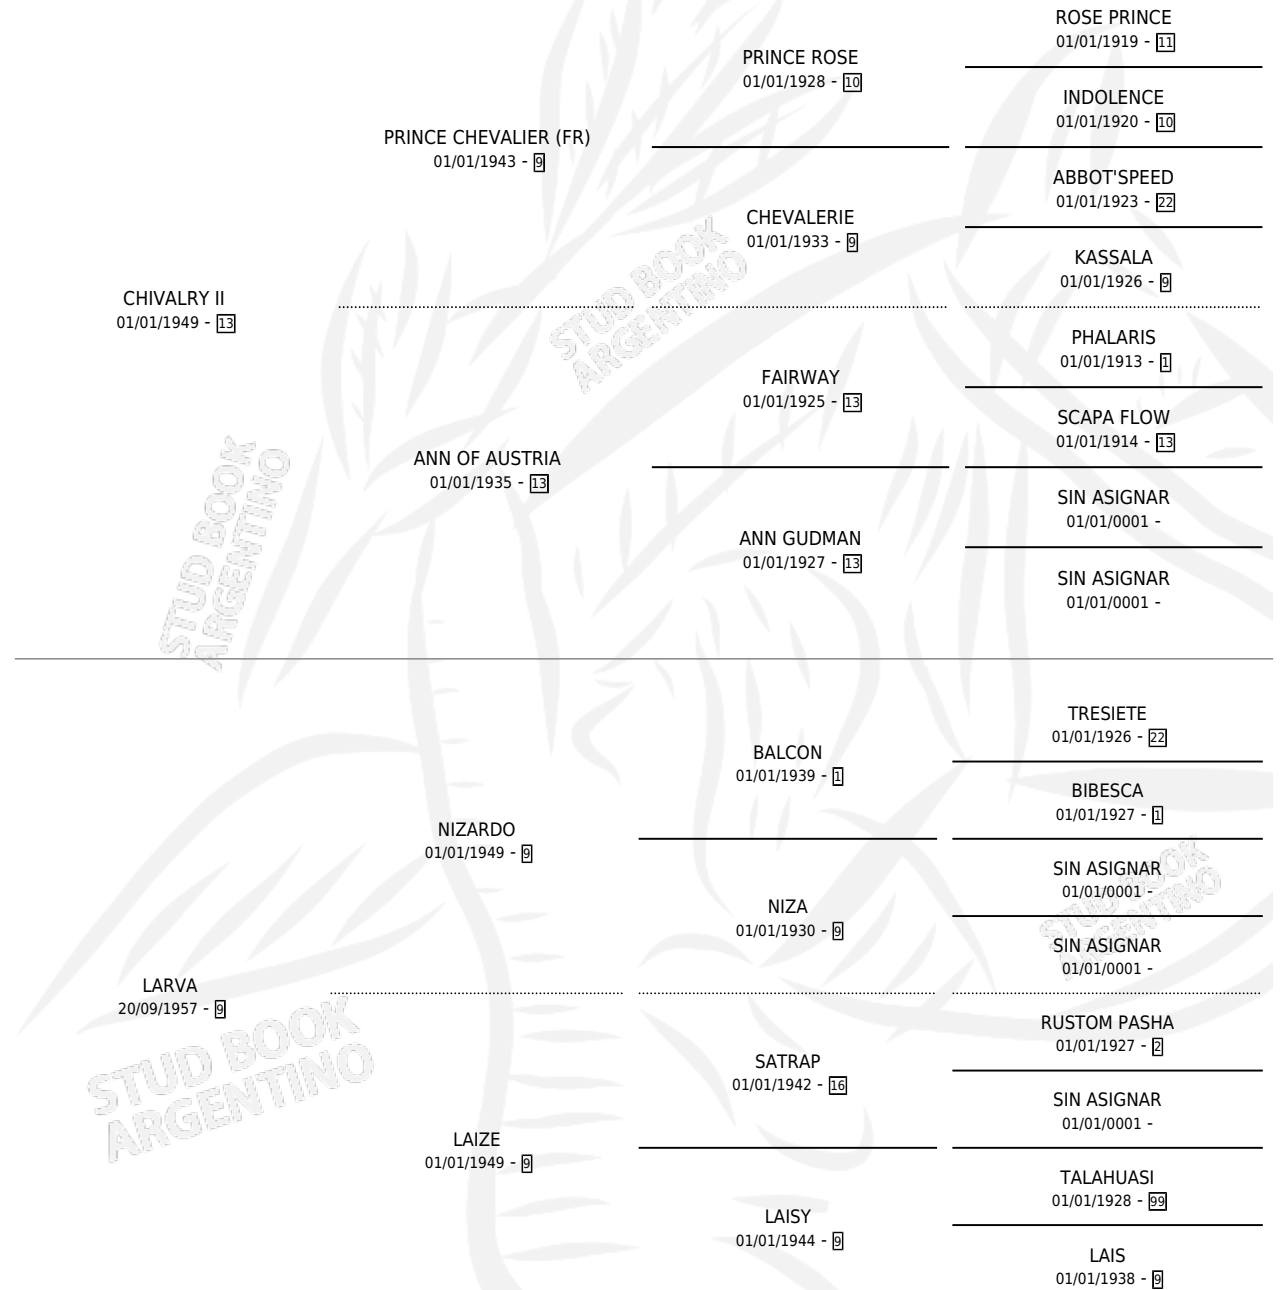 ROSE PRINCE
01/01/1919 - 11
PRINCE ROSE
01/01/1928 - 10
INDOLENCE
01/01/1920 - 10
PRINCE CHEVALIER (FR)
01/01/1943 - 9
ABBOT'SPEED
01/01/1923 - 22
CHEVALERIE
01/01/1933 - 9
KASSALA
01/01/1926 - 9
CHIVALRY II
01/01/1949 - 13
PHALARIS
01/01/1913 - 1
FAIRWAY
01/01/1925 - 13
SCAPA FLOW
01/01/1914 - 13
ANN OF AUSTRIA
01/01/1935 - 13
SIN ASIGNAR
01/01/0001 -
ANN GUDMAN
01/01/1927 - 13
SIN ASIGNAR
01/01/0001 -
STUD BOOK
ARGENTINO
STUD BOOK
ARGENTINO
TRESIETE
01/01/1926 - 22
BALCON
01/01/1939 - 1
BIBESCA
01/01/1927 - 1
NIZARDO
01/01/1949 - 9
SIN ASIGNAR
01/01/0001 -
NIZA
01/01/1930 - 9
SIN ASIGNAR
01/01/0001 -
STUD BOOK
ARGENTINO
LARVA
20/09/1957 - 9
RUSTOM PASHA
01/01/1927 - 2
SATRAP
01/01/1942 - 16
SIN ASIGNAR
01/01/0001 -
STUD BOOK
ARGENTINO
LAIZE
01/01/1949 - 9
TALAHUASI
01/01/1928 - 99
LAISY
01/01/1944 - 9
LAIS
01/01/1938 - 9